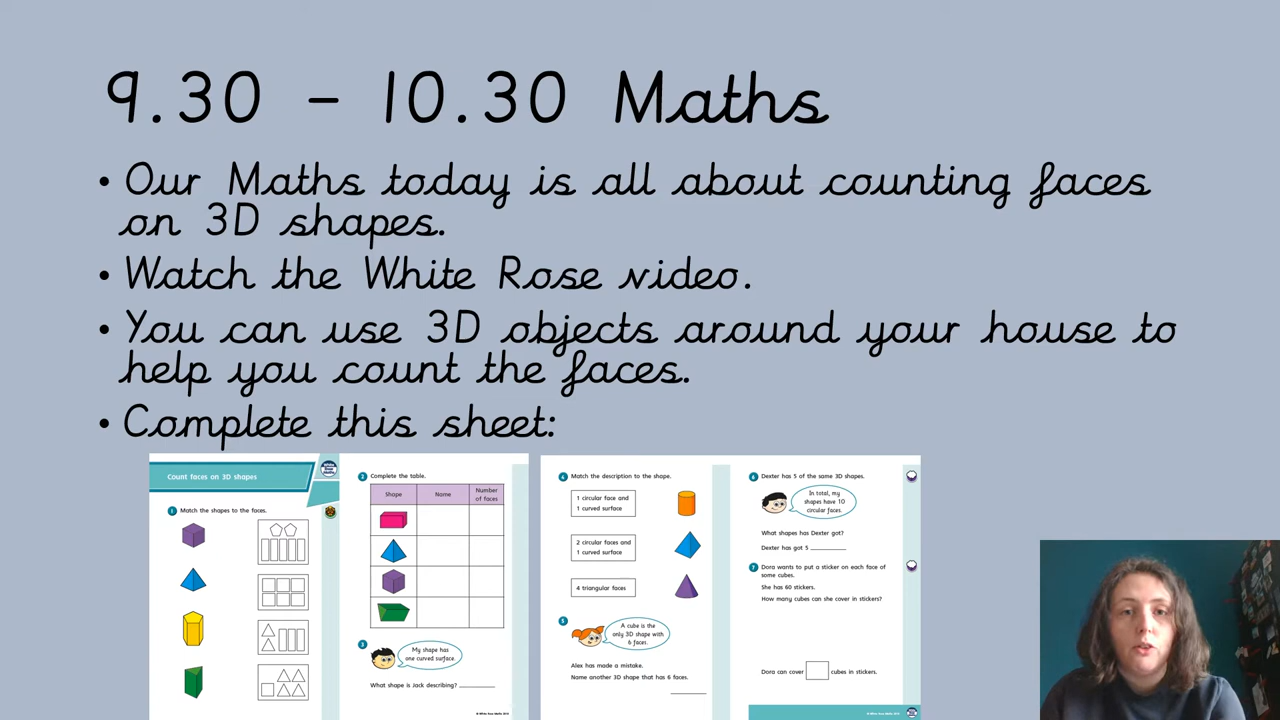 9.30 - 10.30 Maths
• Our Maths today is all about counting faces
on 3D shapes.
• Watch the White Rose video.
• You can use 3D objects around your house to
help you count the faces.
• Complete this sheet:
Count faces on 3D shapes
1 Match the shapes to the faces.
2 Complete the table.
Shape Name Number
of faces
3 My shape has
one curved surface.
What shape is Jack describing?
4 Match the description to the shape.
1 circular face and
1 curved surface
2 circular faces and
1 curved surface
4 triangular faces
5 A cube is the
only 3D shape with
6 faces.
Alex has made a mistake.
Name another 3D shape that has 6 faces.
6 Dexter has 5 of the same 3D shapes.
In total, my
shapes have 10
circular faces.
What shapes has Dexter got?
Dexter has got 5
7 Dora wants to put a sticker on each face of
some cubes.
She has 60 stickers.
How many cubes can she cover in stickers?
Dora can cover cubes in stickers.